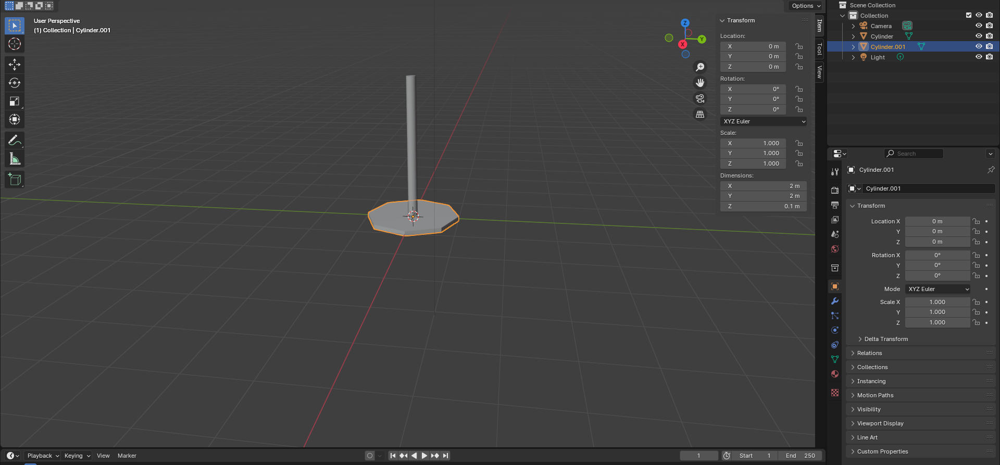 Options
User Perspective
(1) Collection | Cylinder.001
Z
Y
X
Transform
Location:
X 0 m
Y 0 m
Z 0 m
Rotation:
X 0°
Y 0°
Z 0°
XYZ Euler
Scale:
X 1.000
Y 1.000
Z 1.000
Dimensions:
X 2 m
Y 2 m
Z 0.1 m
Item
Tool
View
Scene Collection
Collection
Camera
Cylinder
Cylinder.001
Light
Search
Cylinder.001
Cylinder.001
Transform
Location X 0 m
Y 0 m
Z 0 m
Rotation X 0°
Y 0°
Z 0°
Mode XYZ Euler
Scale X 1.000
Y 1.000
Z 1.000
Delta Transform
Relations
Collections
Instancing
Motion Paths
Visibility
Viewport Display
Line Art
Custom Properties
Playback Keying View Marker
1 Start 1 End 250